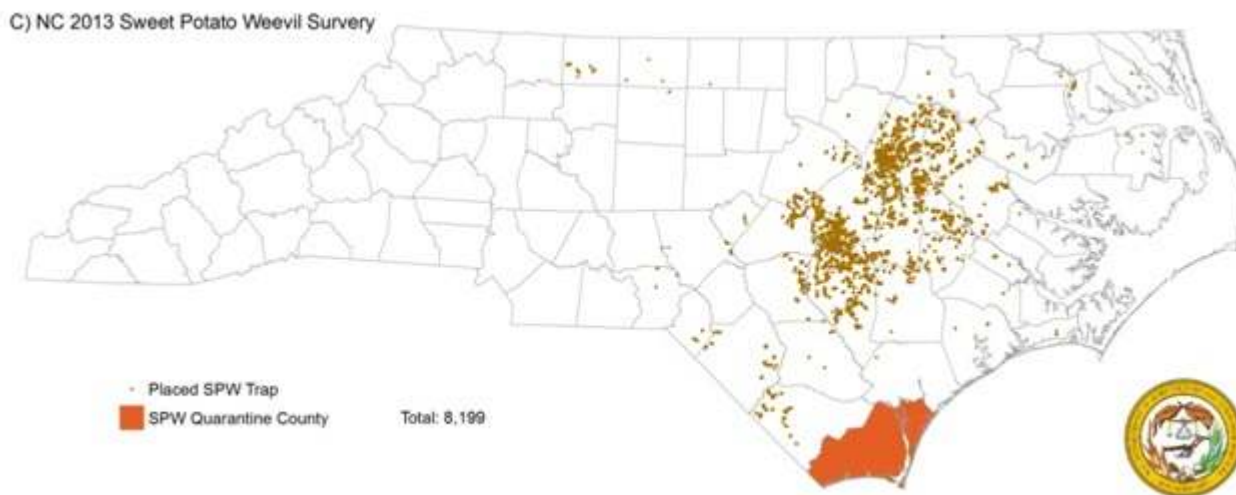 C) NC 2013 Sweet Potato Weevil Survery
Placed SPW Trap
SPW Quarantine County
Total: 8,199